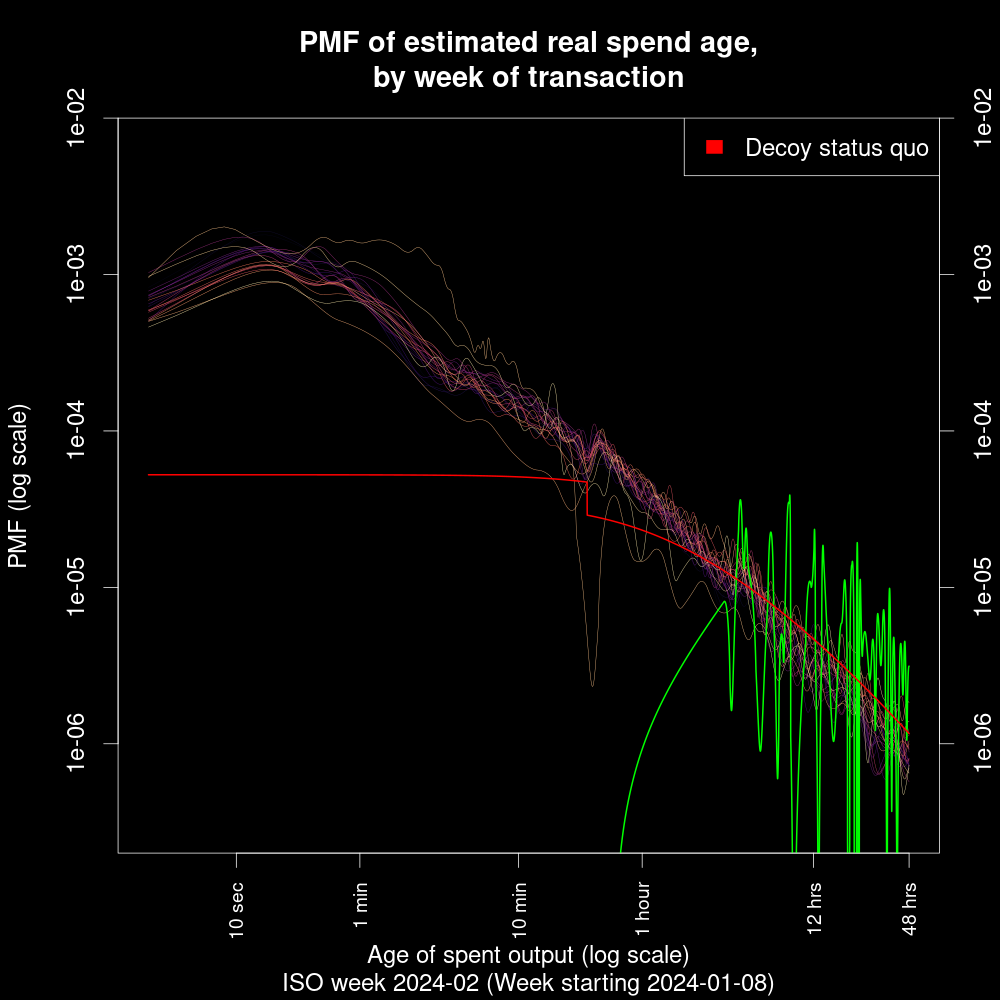 PMF of estimated real spend age,
by week of transaction
Decoy status quo
PMF (log scale)
1e-02
1e-03
1e-04
1e-05
1e-06
1e-02
1e-03
1e-04
1e-05
1e-06
10 sec
1 min
10 min
1 hour
12 hrs
48 hrs
Age of spent output (log scale)
ISO week 2024-02 (Week starting 2024-01-08)